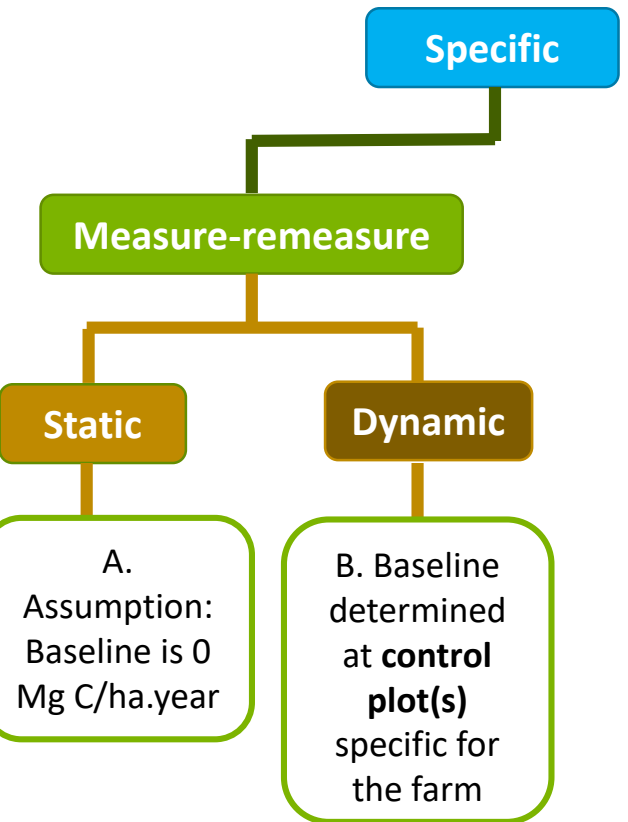 Specific
Measure-remeasure
Static
Dynamic
A.
Assumption:
Baseline is 0
Mg C/ha.year
B. Baseline
determined
at control
plot(s)
specific for
the farm